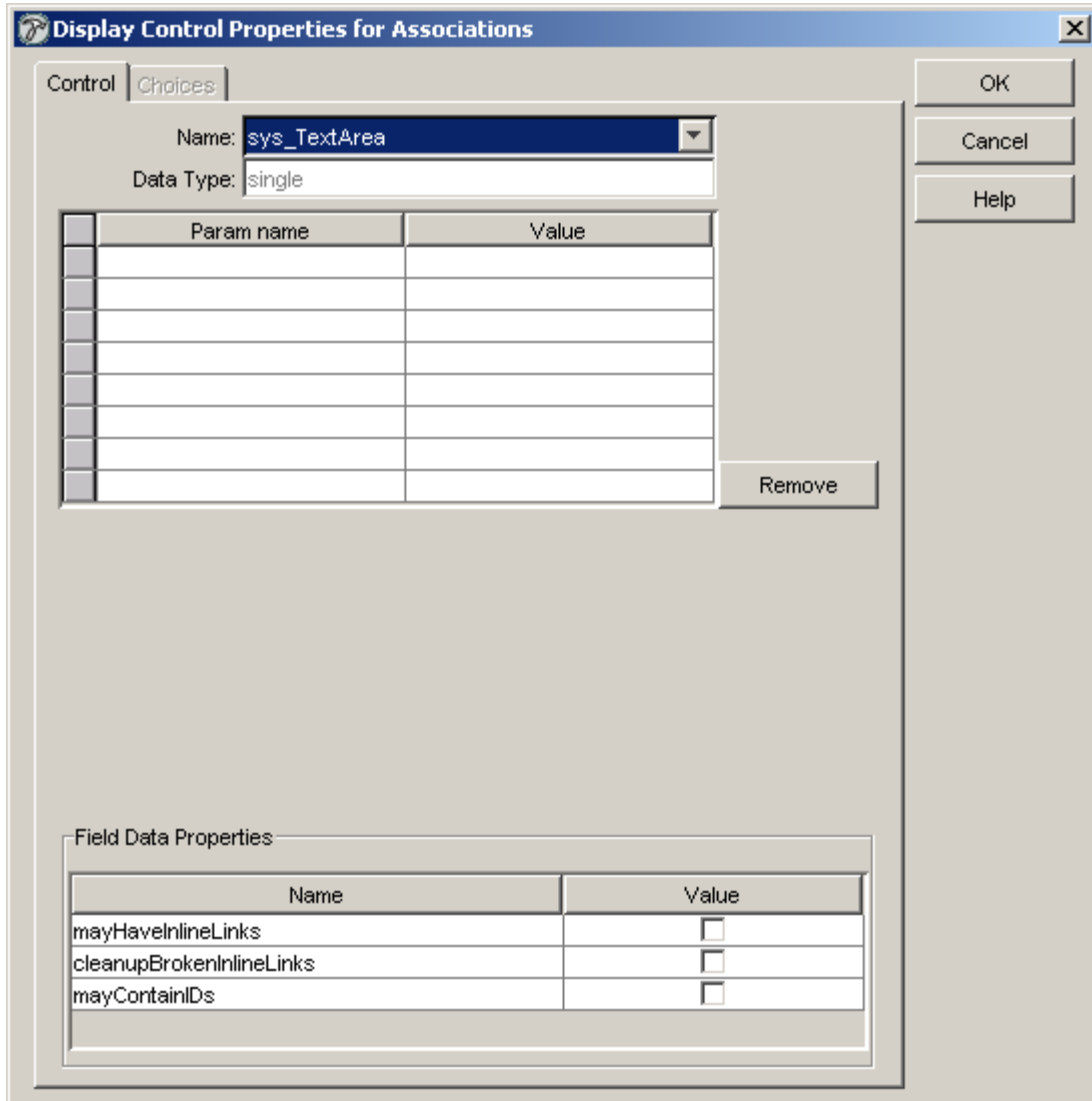 Display Control Properties for Associations
Control Choices
OK
Name: sys_TextArea
Cancel
Data Type: single
Help
Param name Value
Remove
Field Data Properties
Name Value
mayHaveInlineLinks
cleanupBrokenInlineLinks
mayContainIDs